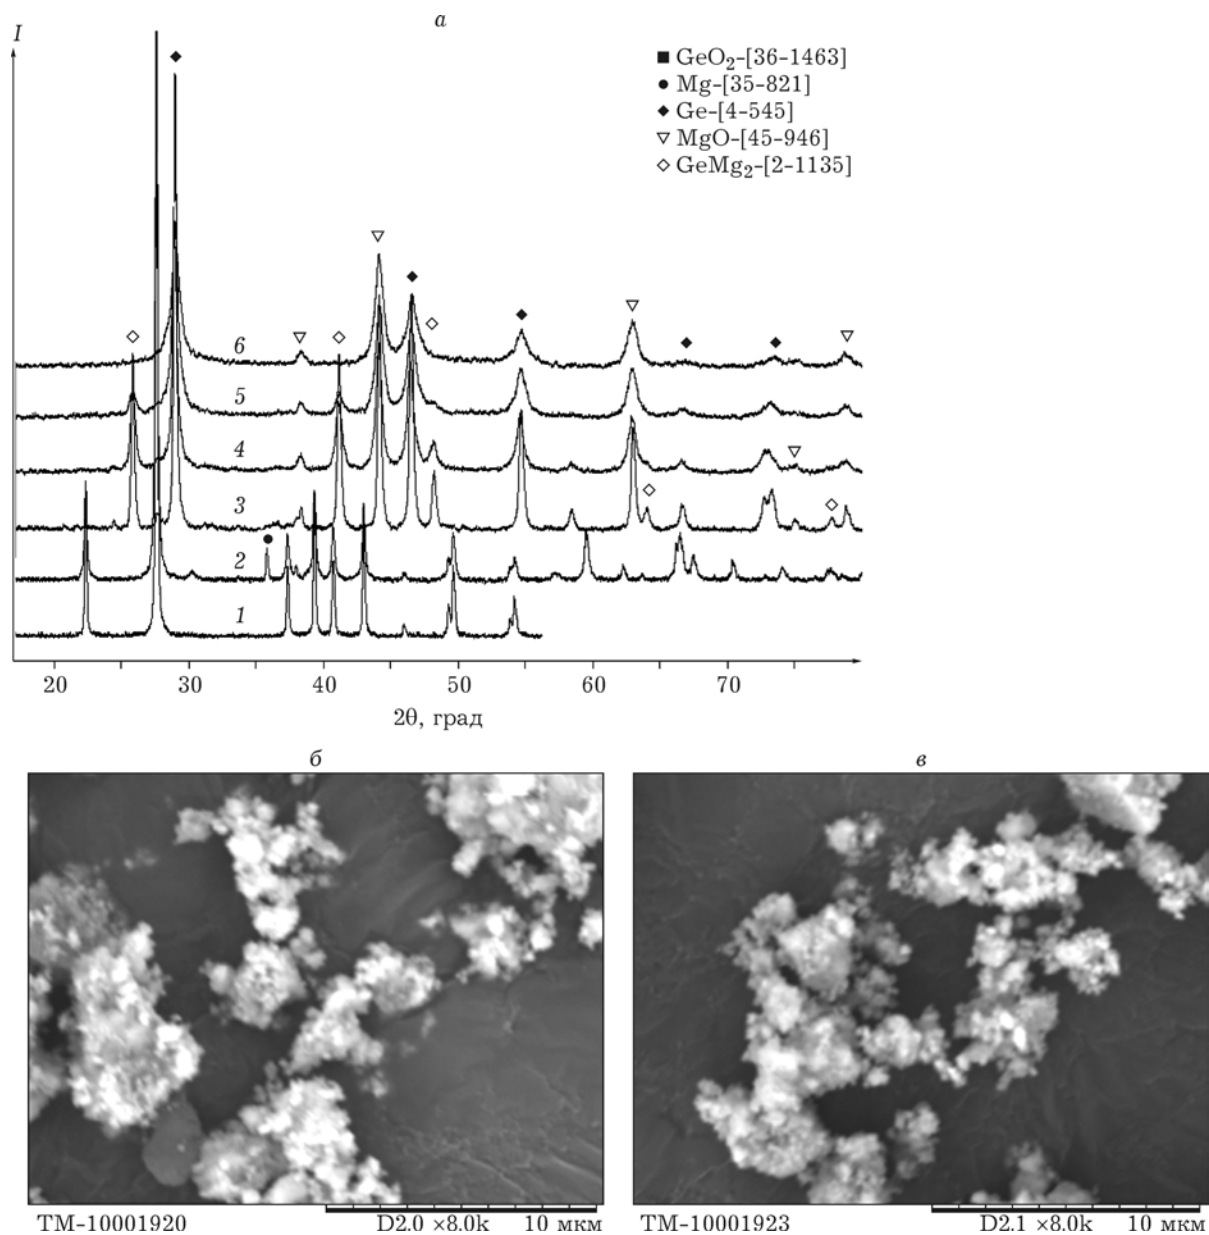 а
I
■ GeO₂-[36-1463]
● Mg-[35-821]
◆ Ge-[4-545]
▽ MgO-[45-946]
◇ GeMg₂-[2-1135]
6
5
4
3
2
1
20 30 40 50 60 70
2θ, град
б в
TM-10001920 D2.0 ×8.0k 10 мкм
TM-10001923 D2.1 ×8.0k 10 мкм